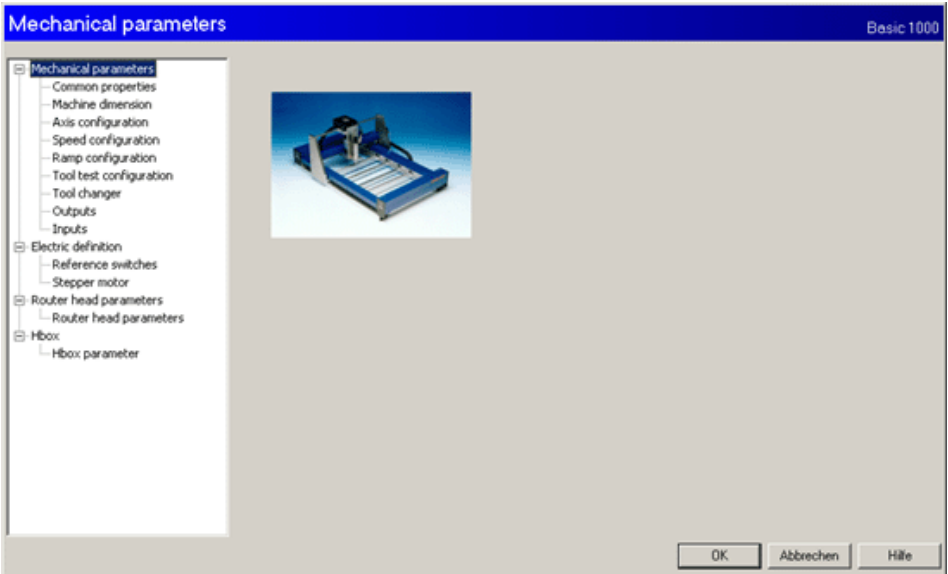 Mechanical parameters
Basic 1000
Mechanical parameters
Common properties
Machine dimension
Axis configuration
Speed configuration
Ramp configuration
Tool test configuration
Tool changer
Outputs
Inputs
Electric definition
Reference switches
Stepper motor
Router head parameters
Router head parameters
Hbox
Hbox parameter
OK
Abbrechen
Hilfe